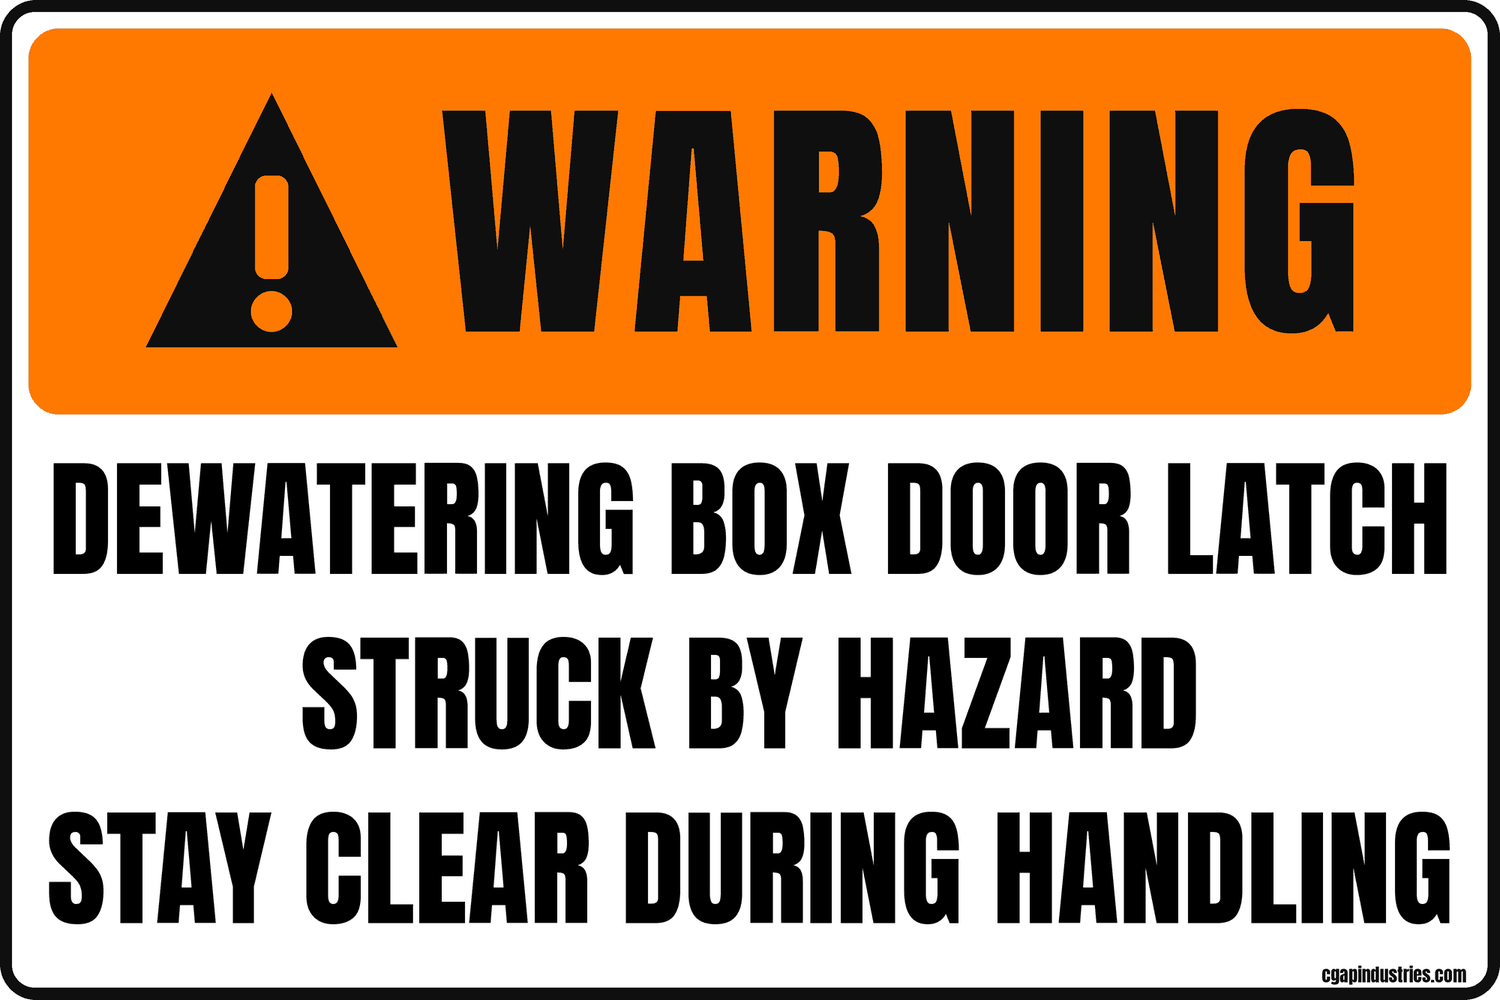 WARNING
DEWATERING BOX DOOR LATCH
STRUCK BY HAZARD
STAY CLEAR DURING HANDLING
cgapindustries.com